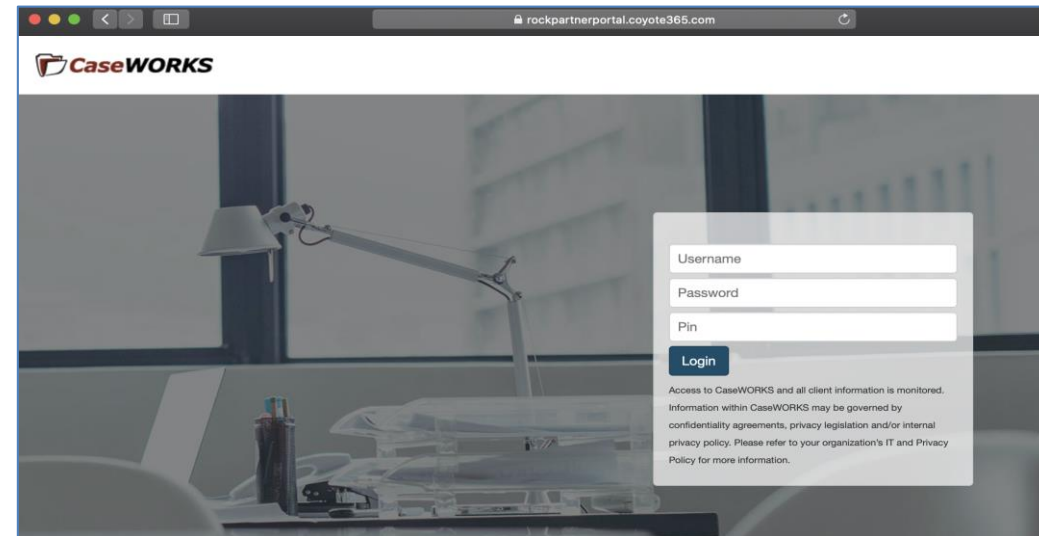 rockpartnerportal.coyote365.com
CaseWORKS
Username
Password
Pin
Login
Access to CaseWORKS and all client information is monitored.
Information within CaseWORKS may be governed by
confidentiality agreements, privacy legislation and/or internal
privacy policy. Please refer to your organization's IT and Privacy
Policy for more information.